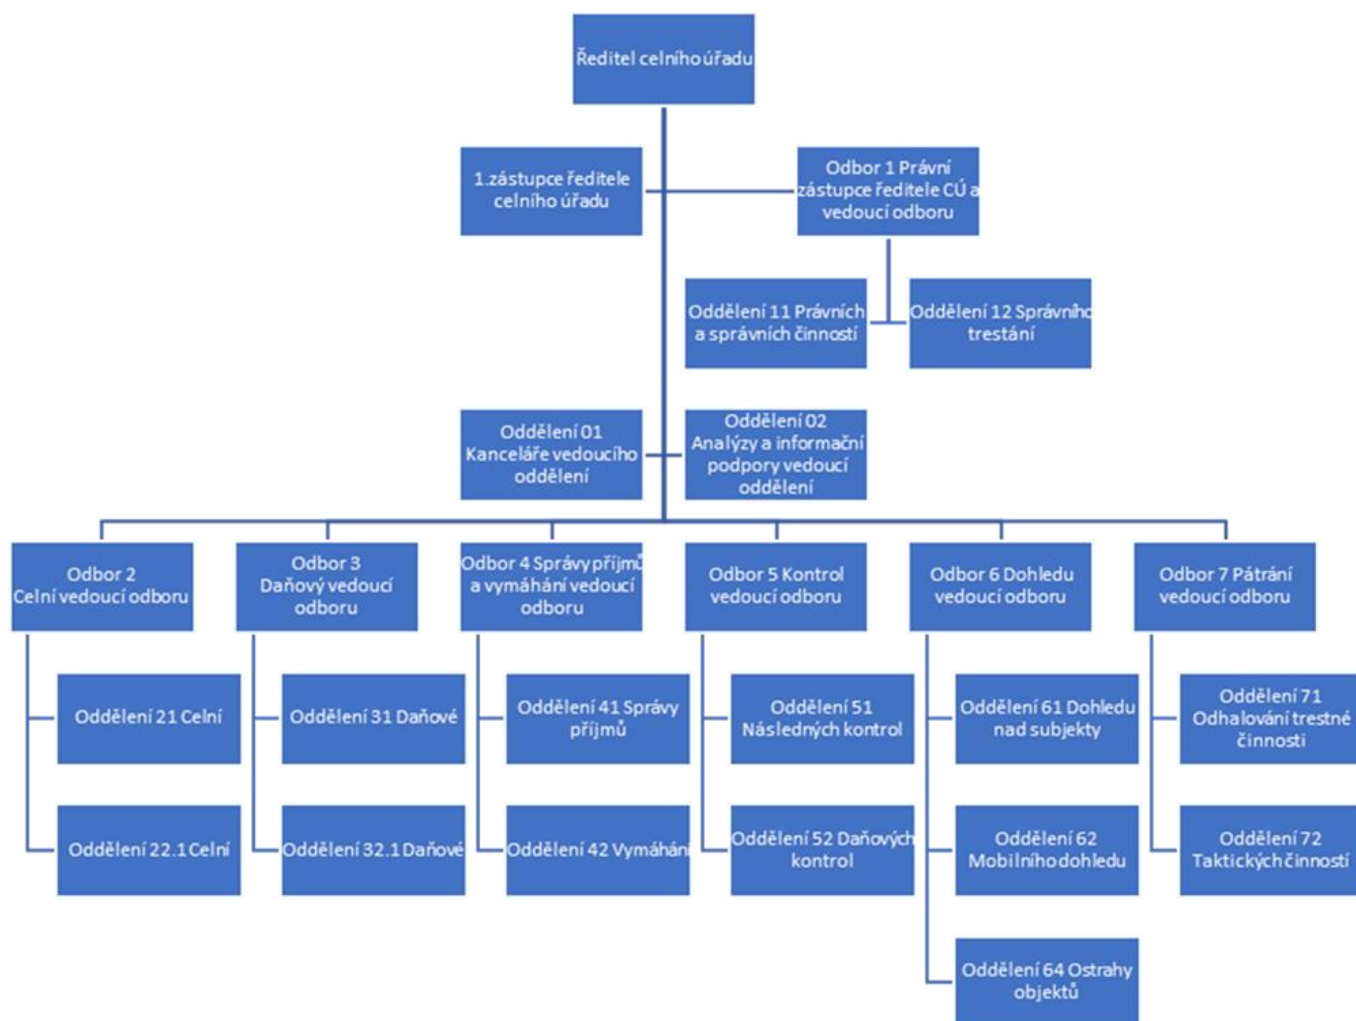 Ředitel celního úřadu
1.zástupce ředitele
celního úřadu
Odbor 1 Právní
zástupce ředitele CÚ a
vedoucí odboru
Oddělení 11 Právních
a správních činností
Oddělení 12 Správního
trestání
Oddělení 01
Kanceláře vedoucího
oddělení
Oddělení 02
Analýzy a informační
podpory vedoucí
oddělení
Odbor 2
Celní vedoucí odboru
Odbor 3
Daňový vedoucí
odboru
Odbor 4 Správy příjmů
a vymáhání vedoucí
odboru
Odbor 5 Kontrol
vedoucí odboru
Odbor 6 Dohledu
vedoucí odboru
Odbor 7 Pátrání
vedoucí odboru
Oddělení 21 Celní
Oddělení 31 Daňové
Oddělení 41 Správy
příjmů
Oddělení 51
Následných kontrol
Oddělení 61 Dohledu
nad subjekty
Oddělení 71
Odhalování trestné
činnosti
Oddělení 22.1 Celní
Oddělení 32.1 Daňové
Oddělení 42 Vymáhání
Oddělení 52 Daňových
kontrol
Oddělení 62
Mobilního dohledu
Oddělení 72
Taktických činností
Oddělení 64 Ostrahy
objektů